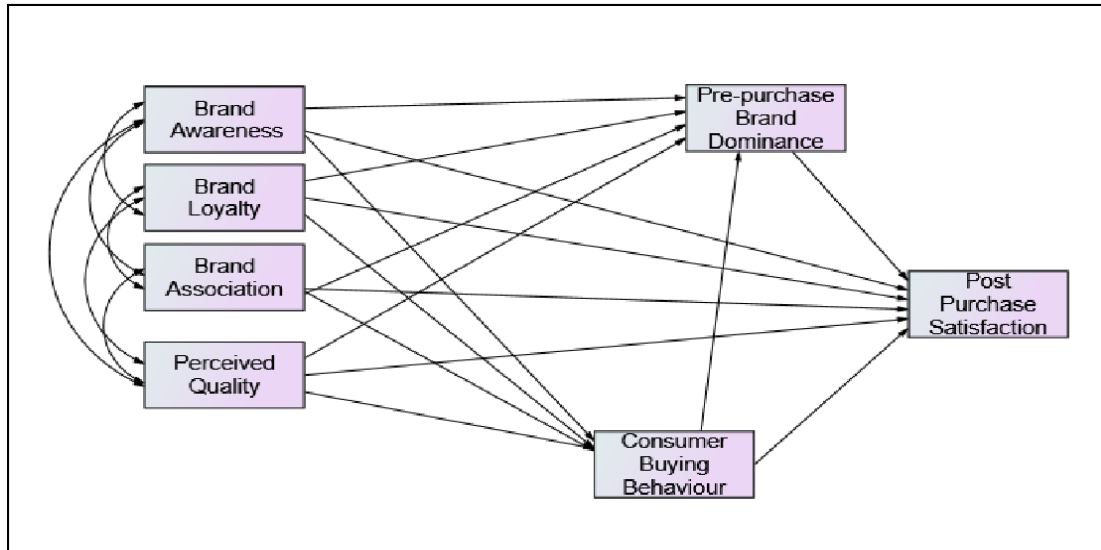 Brand
Awareness
Brand
Loyalty
Brand
Association
Perceived
Quality
Pre-purchase
Brand
Dominance
Post
Purchase
Satisfaction
Consumer
Buying
Behaviour